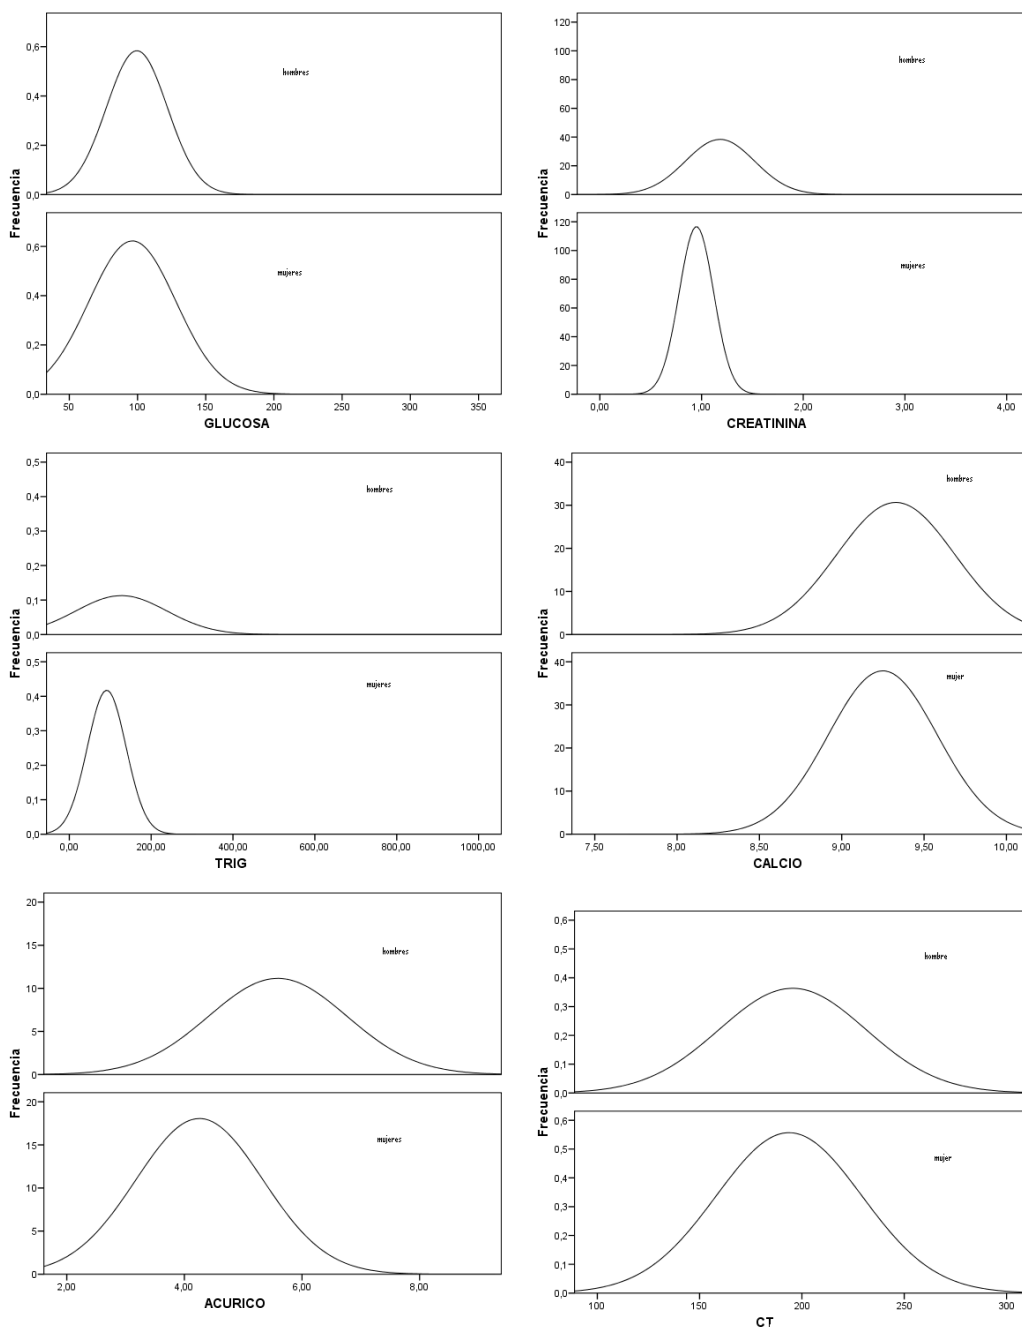 0,6
0,4
0,2
0,0
hombres
Frecuencia
0,6
0,4
0,2
0,0
mujeres
50 100 150 200 250 300 350
GLUCOSA
120
100
80
60
40
20
0
hombres
Frecuencia
120
100
80
60
40
20
0
mujeres
0,00 1,00 2,00 3,00 4,00
CREATININA
0,5
0,4
0,3
0,2
0,1
0,0
hombres
Frecuencia
0,5
0,4
0,3
0,2
0,1
0,0
mujeres
0,00 200,00 400,00 600,00 800,00 1000,00
TRIG
40
30
20
10
0
hombres
Frecuencia
40
30
20
10
0
mujer
7,50 8,00 8,50 9,00 9,50 10,00
CALCIO
20
15
10
5
0
hombres
Frecuencia
20
15
10
5
0
mujeres
2,00 4,00 6,00 8,00
ACURICO
0,6
0,5
0,4
0,3
0,2
0,1
0,0
hombre
Frecuencia
0,6
0,5
0,4
0,3
0,2
0,1
0,0
mujer
100 150 200 250 300
CT